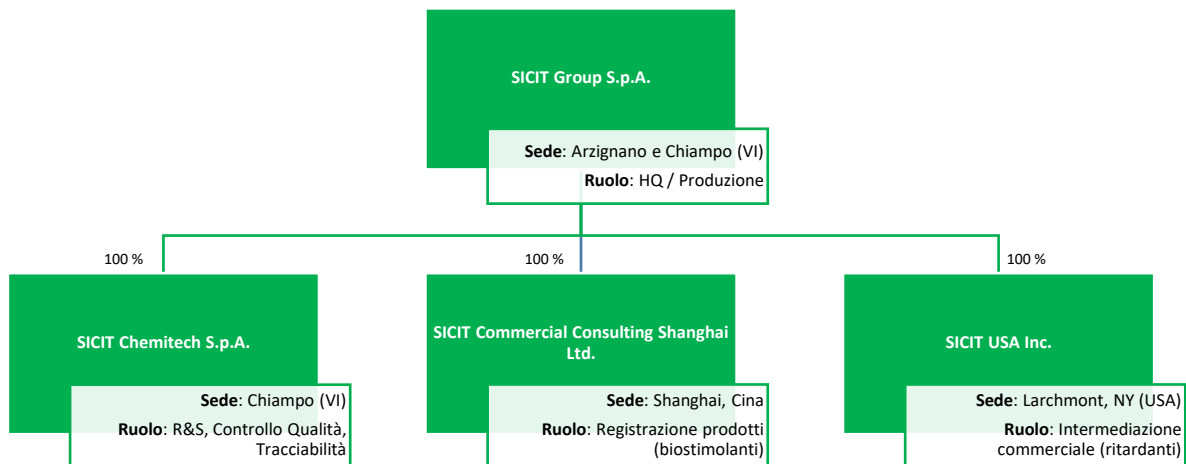 SICIT Group S.p.A.
Sede: Arzignano e Chiampo (VI)
Ruolo: HQ / Produzione
100 %
100 %
100 %
SICIT Chemitech S.p.A.
Sede: Chiampo (VI)
Ruolo: R&S, Controllo Qualità,
Tracciabilità
SICIT Commercial Consulting Shanghai
Ltd.
Sede: Shanghai, Cina
Ruolo: Registrazione prodotti
(biostimolanti)
SICIT USA Inc.
Sede: Larchmont, NY (USA)
Ruolo: Intermediazione
commerciale (ritardanti)